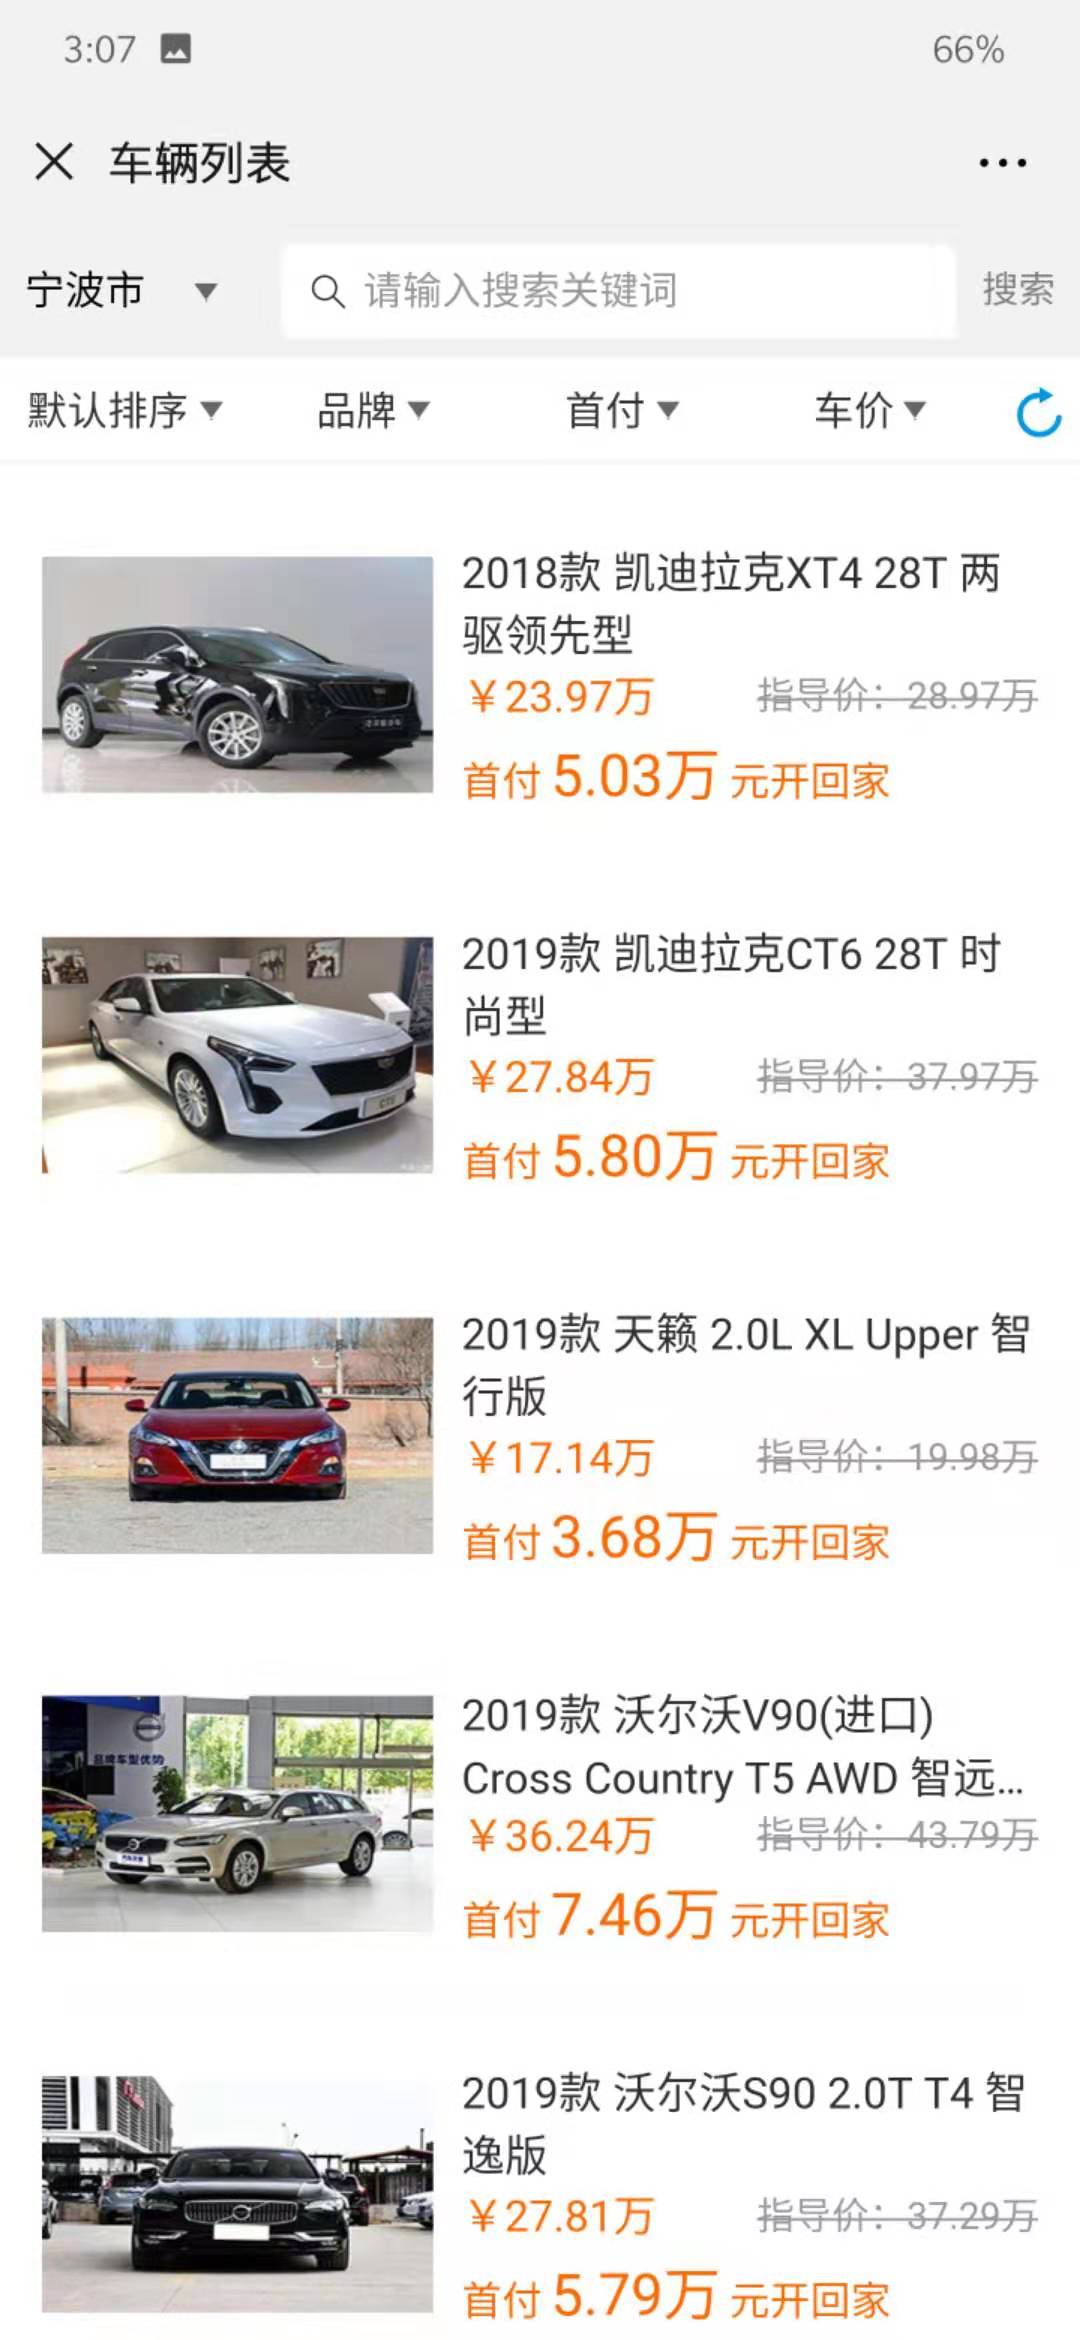 3:07
66%
车辆列表
宁波市
请输入搜索关键词
搜索
默认排序
品牌
首付
车价
2018款 凯迪拉克XT4 28T 两
驱领先型
￥23.97万
指导价：28.97万
首付 5.03万 元开回家
2019款 凯迪拉克CT6 28T 时
尚型
￥27.84万
指导价：37.97万
首付 5.80万 元开回家
CT6
2019款 天籁 2.0L XL Upper 智
行版
￥17.14万
指导价：19.98万
首付 3.68万 元开回家
品牌车型优势
2019款 沃尔沃V90(进口)
Cross Country T5 AWD 智远...
￥36.24万
指导价：43.79万
首付 7.46万 元开回家
2019款 沃尔沃S90 2.0T T4 智
逸版
￥27.81万
指导价：37.29万
首付 5.79万 元开回家